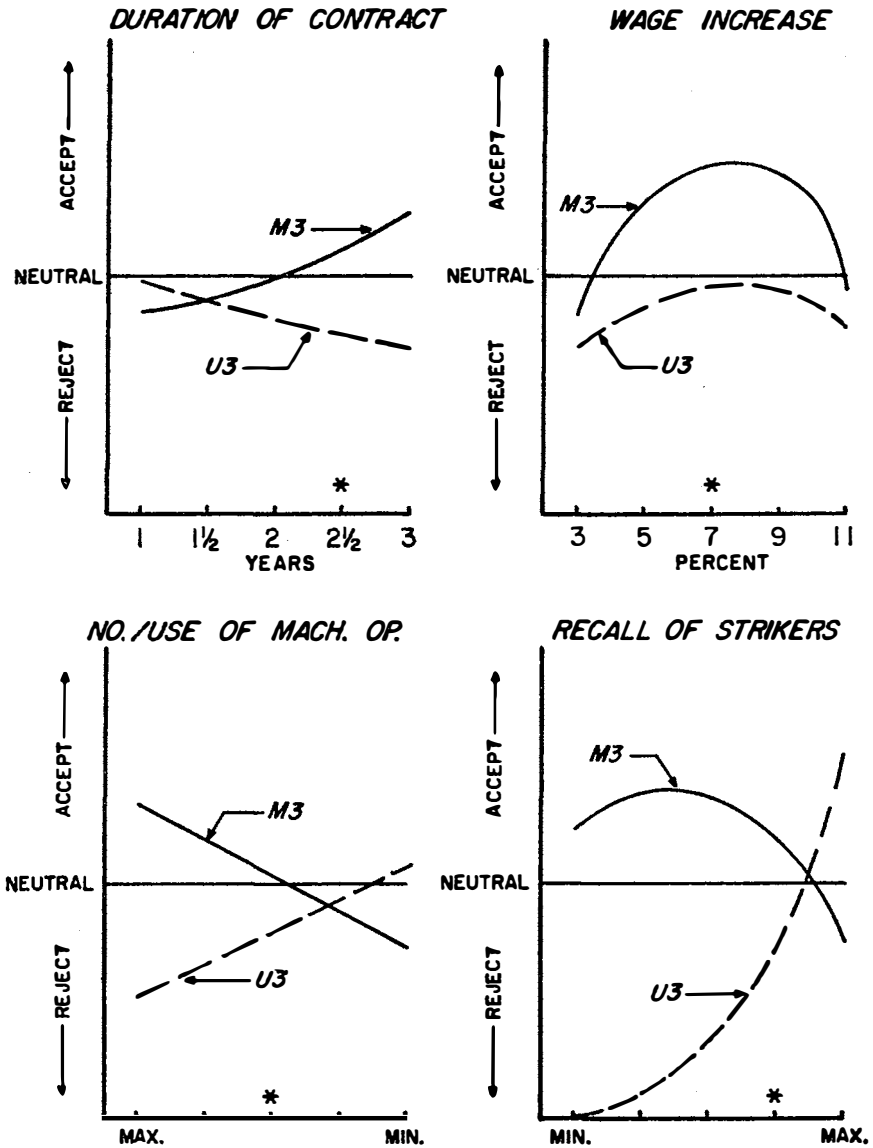 DURATION OF CONTRACT
ACCEPT
NEUTRAL
REJECT
M3
U3
*
1 1½ 2 2½ 3
YEARS
WAGE INCREASE
ACCEPT
NEUTRAL
REJECT
M3
U3
*
3 5 7 9 11
PERCENT
NO./USE OF MACH. OP.
ACCEPT
NEUTRAL
REJECT
M3
U3
*
MAX. MIN.
RECALL OF STRIKERS
ACCEPT
NEUTRAL
REJECT
M3
U3
*
MIN. MAX.